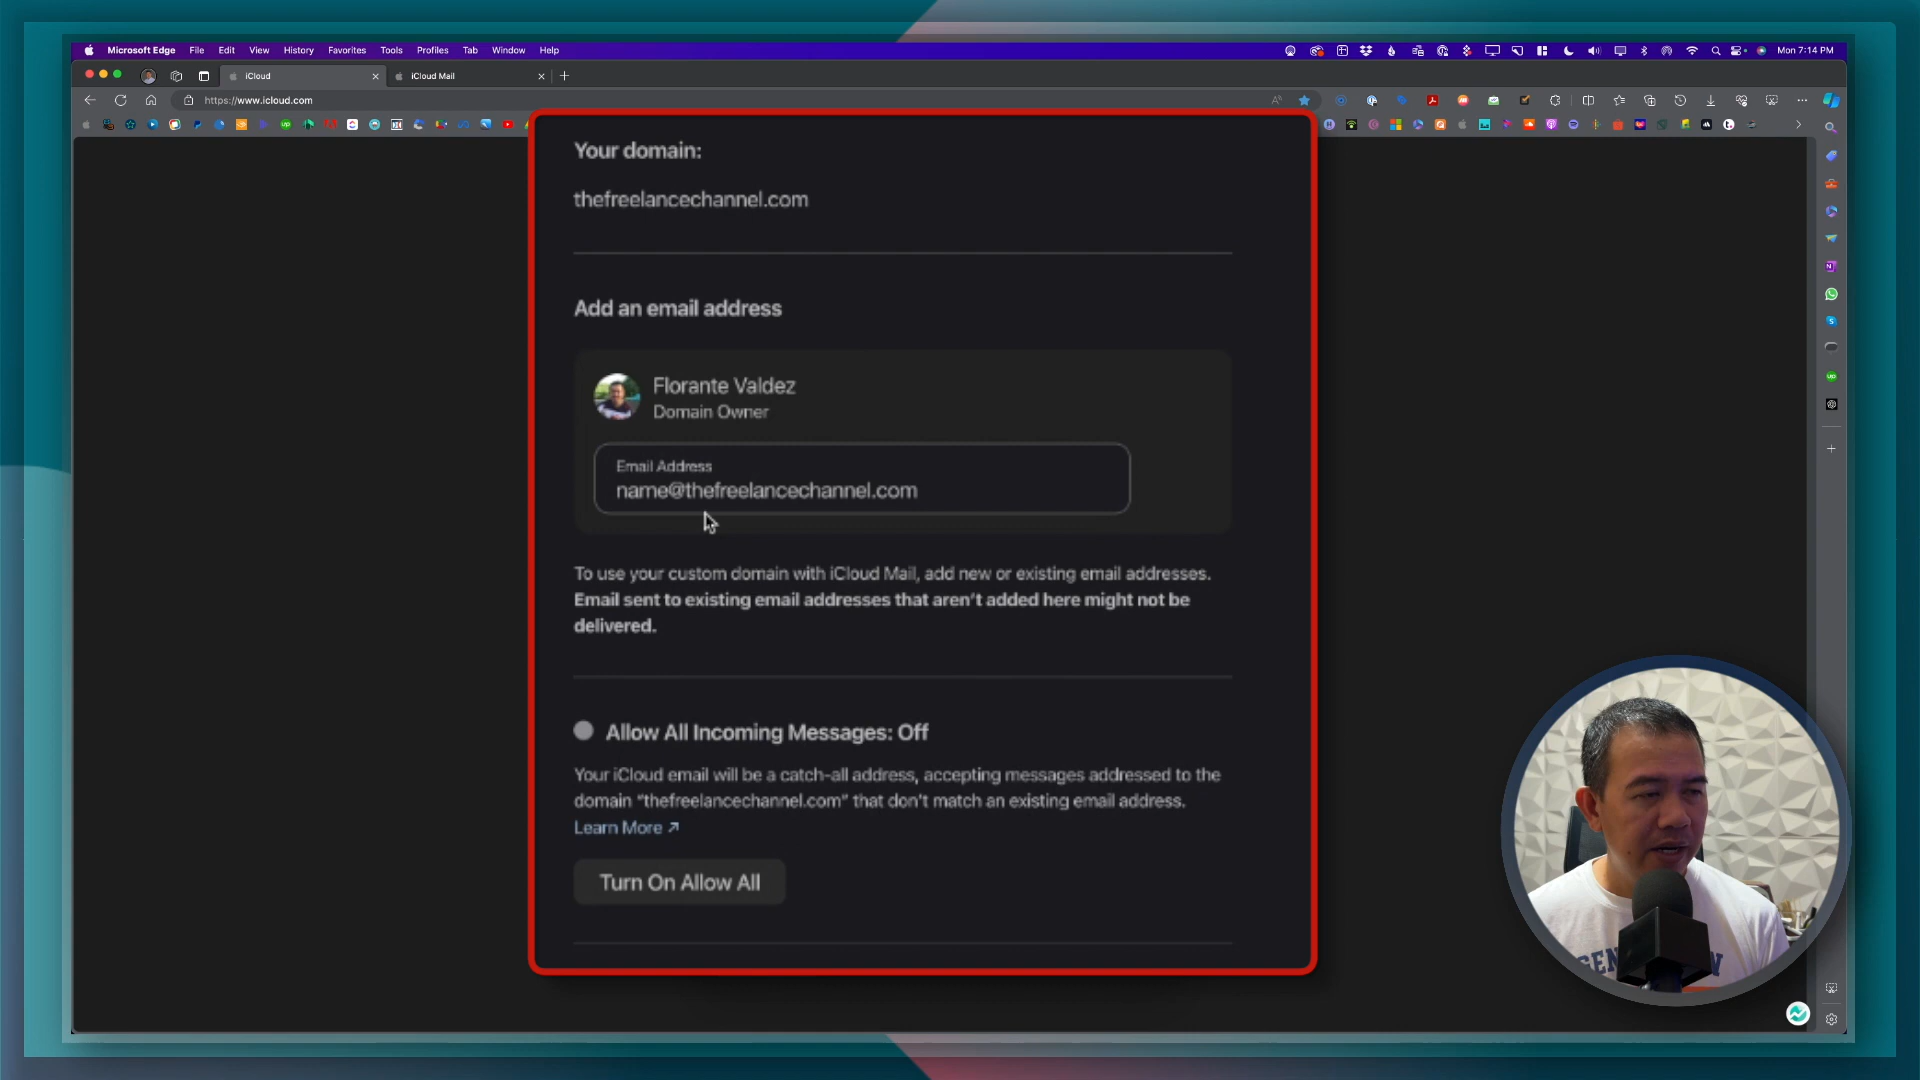 Microsoft Edge File Edit View History Favorites Tools Profiles Tab Window Help Mon 7:14 PM
iCloud
iCloud Mail
https://www.icloud.com
Your domain:
thefreelancechannel.com
Add an email address
Florante Valdez
Domain Owner
Email Address
name@thefreelancechannel.com
To use your custom domain with iCloud Mail, add new or existing email addresses.
Email sent to existing email addresses that aren't added here might not be
delivered.
Allow All Incoming Messages: Off
Your iCloud email will be a catch-all address, accepting messages addressed to the
domain "thefreelancechannel.com" that don't match an existing email address.
Learn More ↗
Turn On Allow All